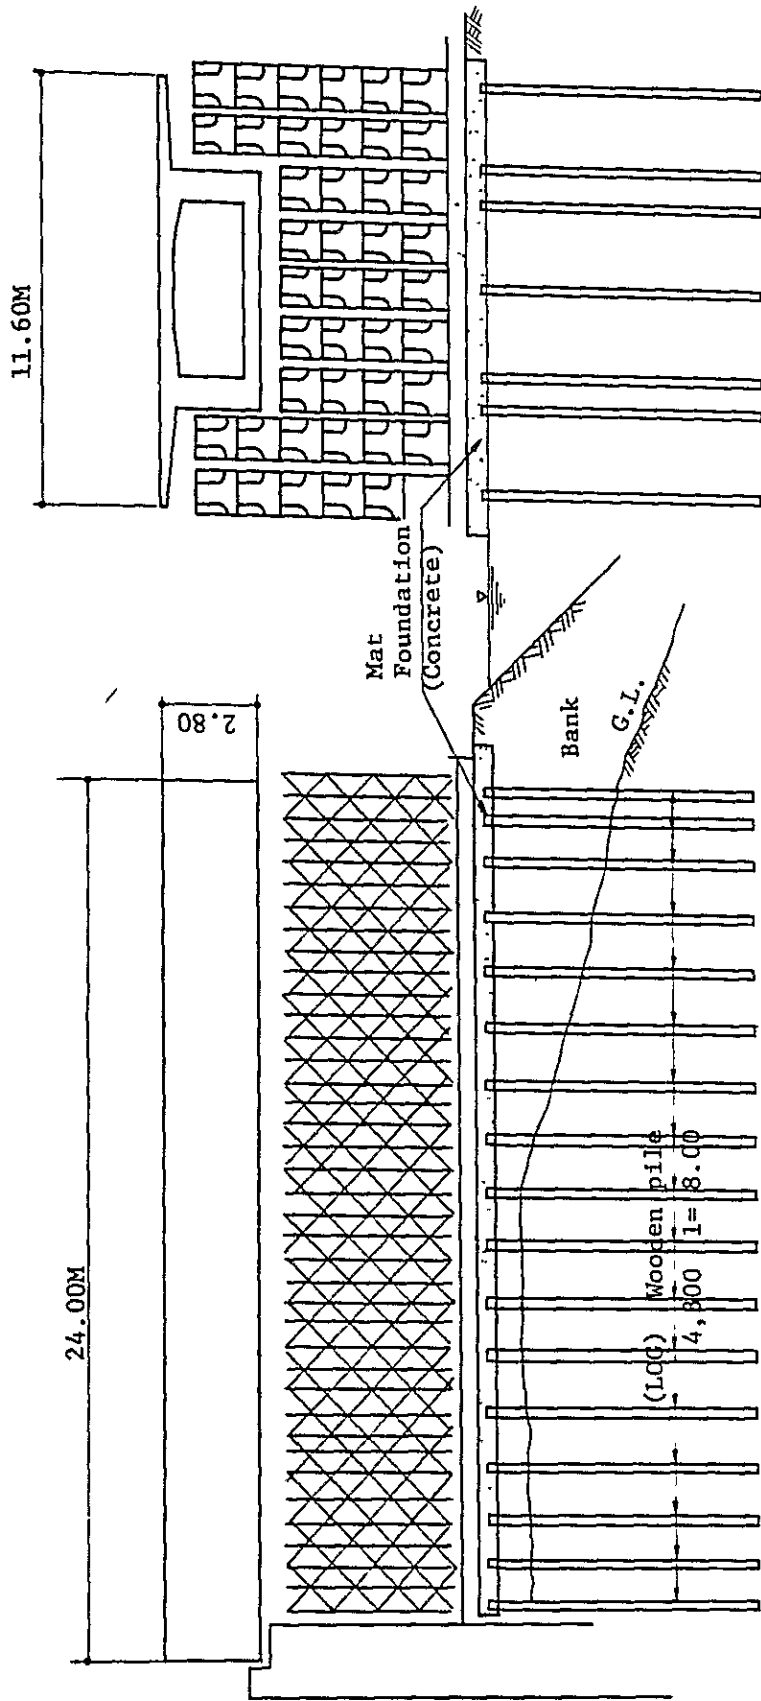 24.00M
2.80
11.60M
Mat
Foundation
(Concrete)
Bank
G.L.
Wooden pile
(LOG)
4,800 l= 8.00